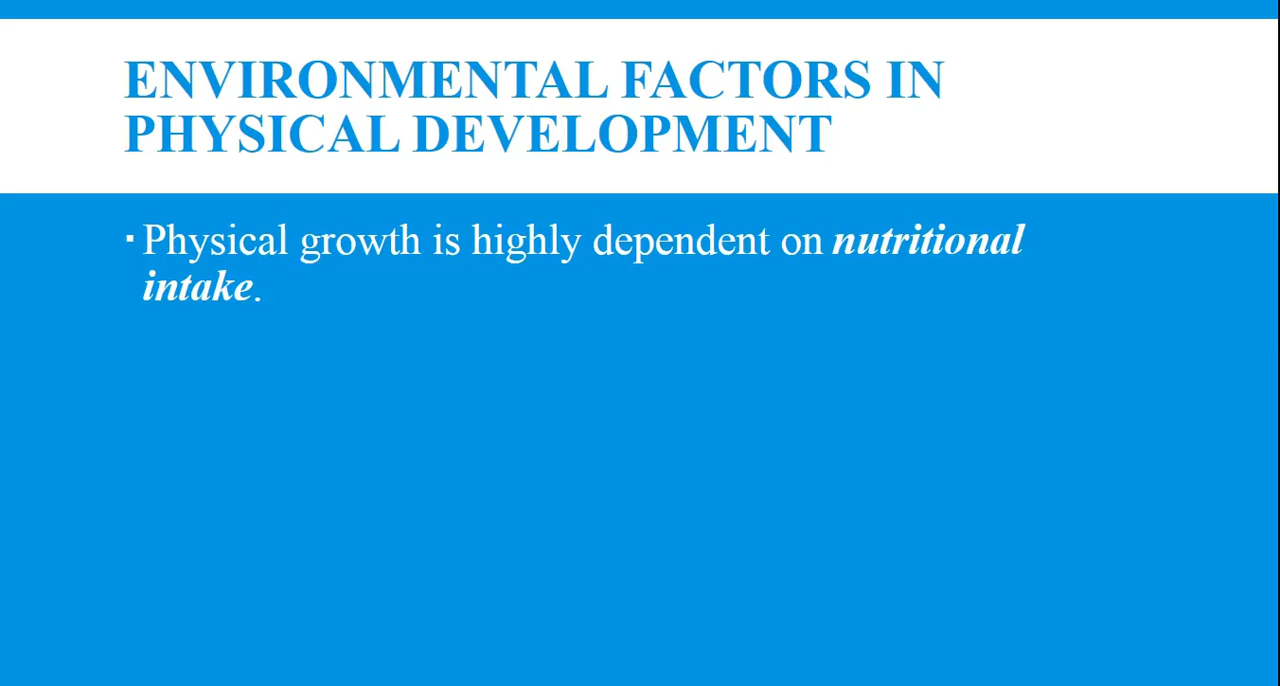 ENVIRONMENTAL FACTORS IN
PHYSICAL DEVELOPMENT
▪ Physical growth is highly dependent on nutritional
intake.